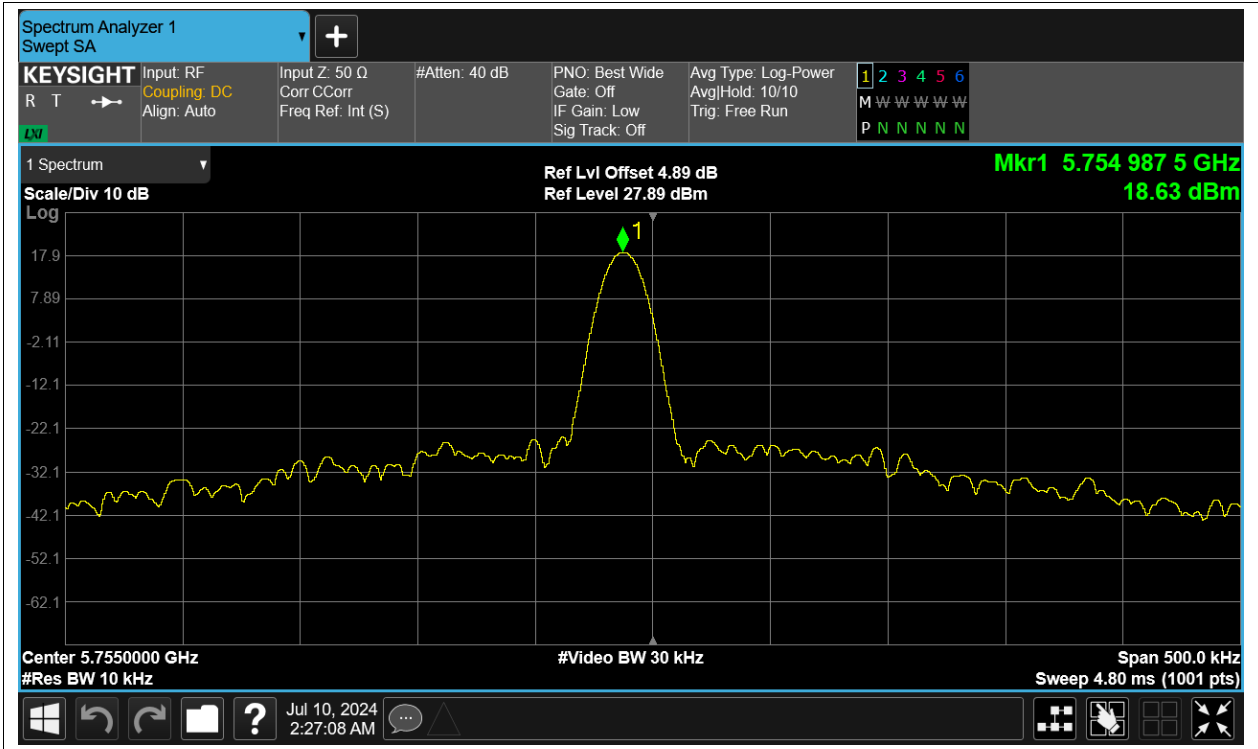 Spectrum Analyzer 1
Swept SA
KEYSIGHT
R T
LXI
Input: RF
Coupling: DC
Align: Auto
Input Z: 50 Ω
Corr CCorr
Freq Ref: Int (S)
#Atten: 40 dB
PNO: Best Wide
Gate: Off
IF Gain: Low
Sig Track: Off
Avg Type: Log-Power
Avg|Hold: 10/10
Trig: Free Run
1 2 3 4 5 6
M W W W W W
P N N N N N
1 Spectrum
Scale/Div 10 dB
Log
Ref Lvl Offset 4.89 dB
Ref Level 27.89 dBm
Mkr1 5.754 987 5 GHz
18.63 dBm
1
17.9
7.89
-2.11
-12.1
-22.1
-32.1
-42.1
-52.1
-62.1
Center 5.7550000 GHz
#Res BW 10 kHz
#Video BW 30 kHz
Span 500.0 kHz
Sweep 4.80 ms (1001 pts)
?
Jul 10, 2024
2:27:08 AM